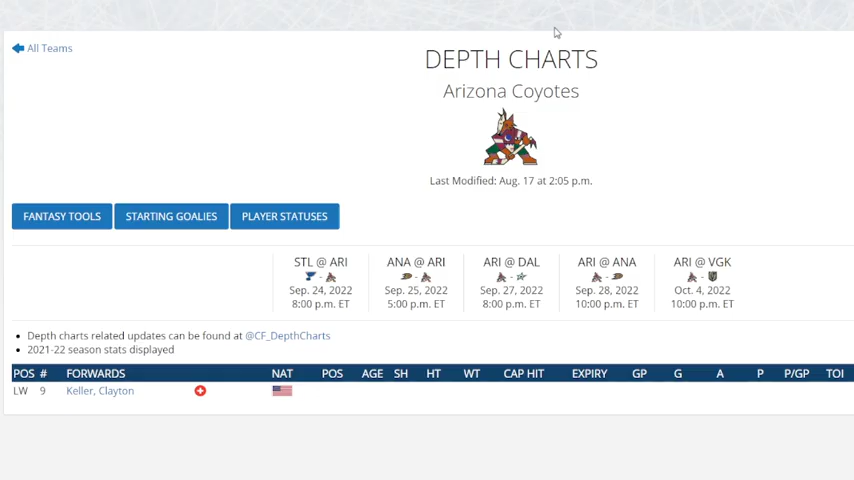 All Teams
DEPTH CHARTS
Arizona Coyotes
Last Modified: Aug. 17 at 2:05 p.m.
FANTASY TOOLS STARTING GOALIES PLAYER STATUSES
STL @ ARI ANA @ ARI ARI @ DAL ARI @ ANA ARI @ VGK
- - - - -
Sep. 24, 2022 Sep. 25, 2022 Sep. 27, 2022 Sep. 28, 2022 Oct. 4, 2022
8:00 p.m. ET 5:00 p.m. ET 8:00 p.m. ET 10:00 p.m. ET 10:00 p.m. ET
• Depth charts related updates can be found at @CF_DepthCharts
• 2021-22 season stats displayed
POS # FORWARDS NAT POS AGE SH HT WT CAP HIT EXPIRY GP G A P P/GP TOI
LW 9 Keller, Clayton